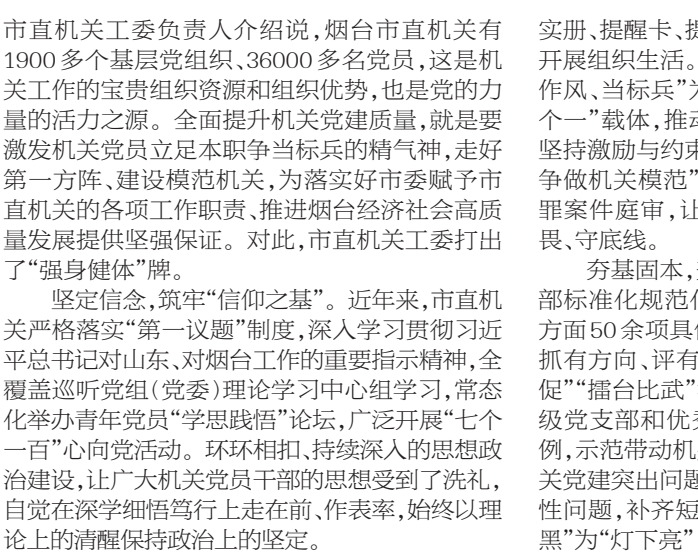 市直机关工委负责人介绍说,烟台市直机关有
1900多个基层党组织、36000多名党员,这是机
关工作的宝贵组织资源和组织优势,也是党的力
量的活力之源。全面提升机关党建质量,就是要
激发机关党员立足本职争当标兵的精气神,走好
第一方阵、建设模范机关,为落实好市委赋予市
直机关的各项工作职责、推进烟台经济社会高质
量发展提供坚强保证。对此,市直机关工委打出
了“强身健体”牌。
坚定信念,筑牢“信仰之基”。近年来,市直机
关严格落实“第一议题”制度,深入学习贯彻习近
平总书记对山东、对烟台工作的重要指示精神,全
覆盖巡听党组(党委)理论学习中心组学习,常态
化举办青年党员“学思践悟”论坛,广泛开展“七个
一百”心向党活动。环环相扣、持续深入的思想政
治建设,让广大机关党员干部的思想受到了洗礼,
自觉在深学细悟笃行上走在前、作表率,始终以理
论上的清醒保持政治上的坚定。
实册、提醒卡、提
开展组织生活。
作风、当标兵”为
个一”载体,推动
坚持激励与约束
争做机关模范”
罪案件庭审,让
畏、守底线。
夯基固本,
部标准化规范化
方面50余项具体
抓有方向、评有
促”“擂台比武”
级党支部和优秀
例,示范带动机
关党建突出问题
性问题,补齐短
黑”为“灯下亮”